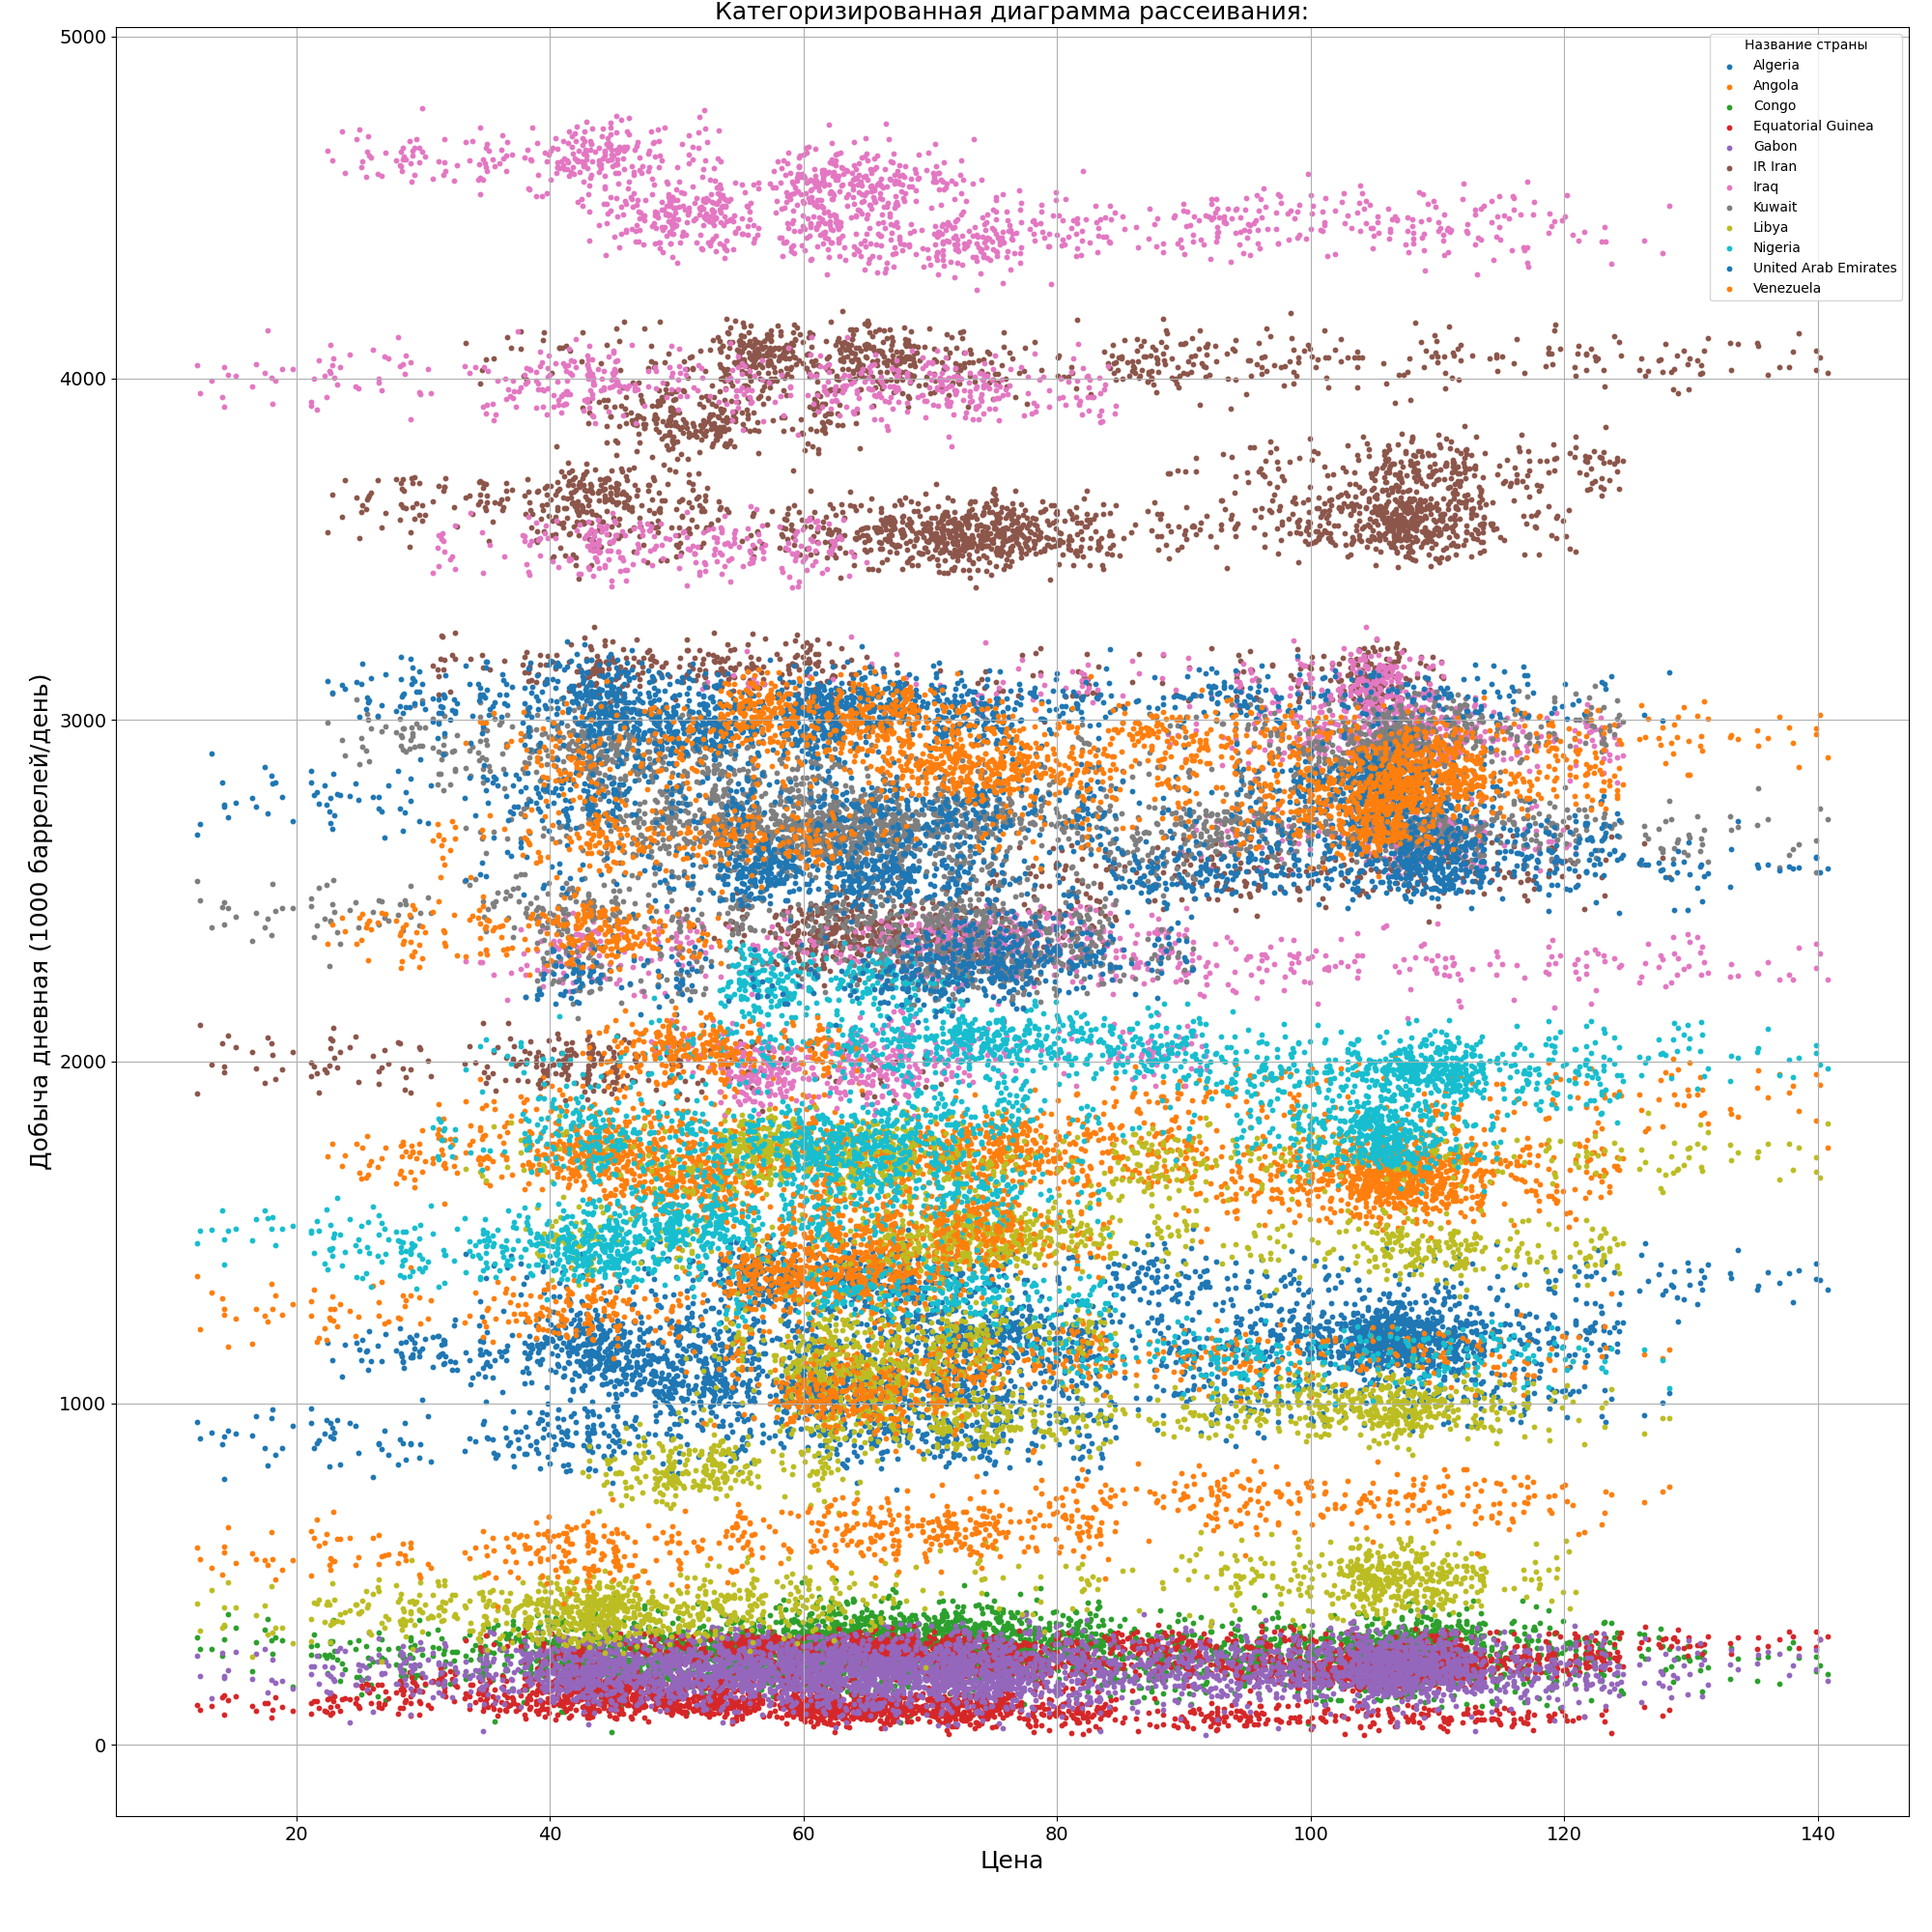 Категоризированная диаграмма рассеивания:
5000
4000
3000
2000
1000
0
Добыча дневная (1000 баррелей/день)
20 40 60 80 100 120 140
Цена
Название страны
Algeria
Angola
Congo
Equatorial Guinea
Gabon
IR Iran
Iraq
Kuwait
Libya
Nigeria
United Arab Emirates
Venezuela